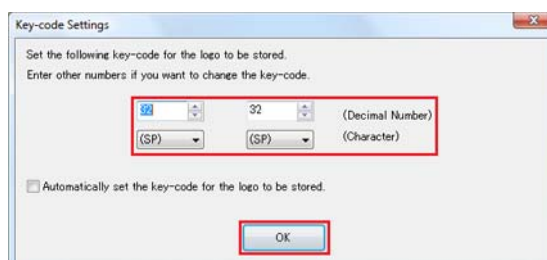 Key-code Settings
Set the following key-code for the logo to be stored.
Enter other numbers if you want to change the key-code.
32 32 (Decimal Number)
(SP) (SP) (Character)
Automatically set the key-code for the logo to be stored.
OK